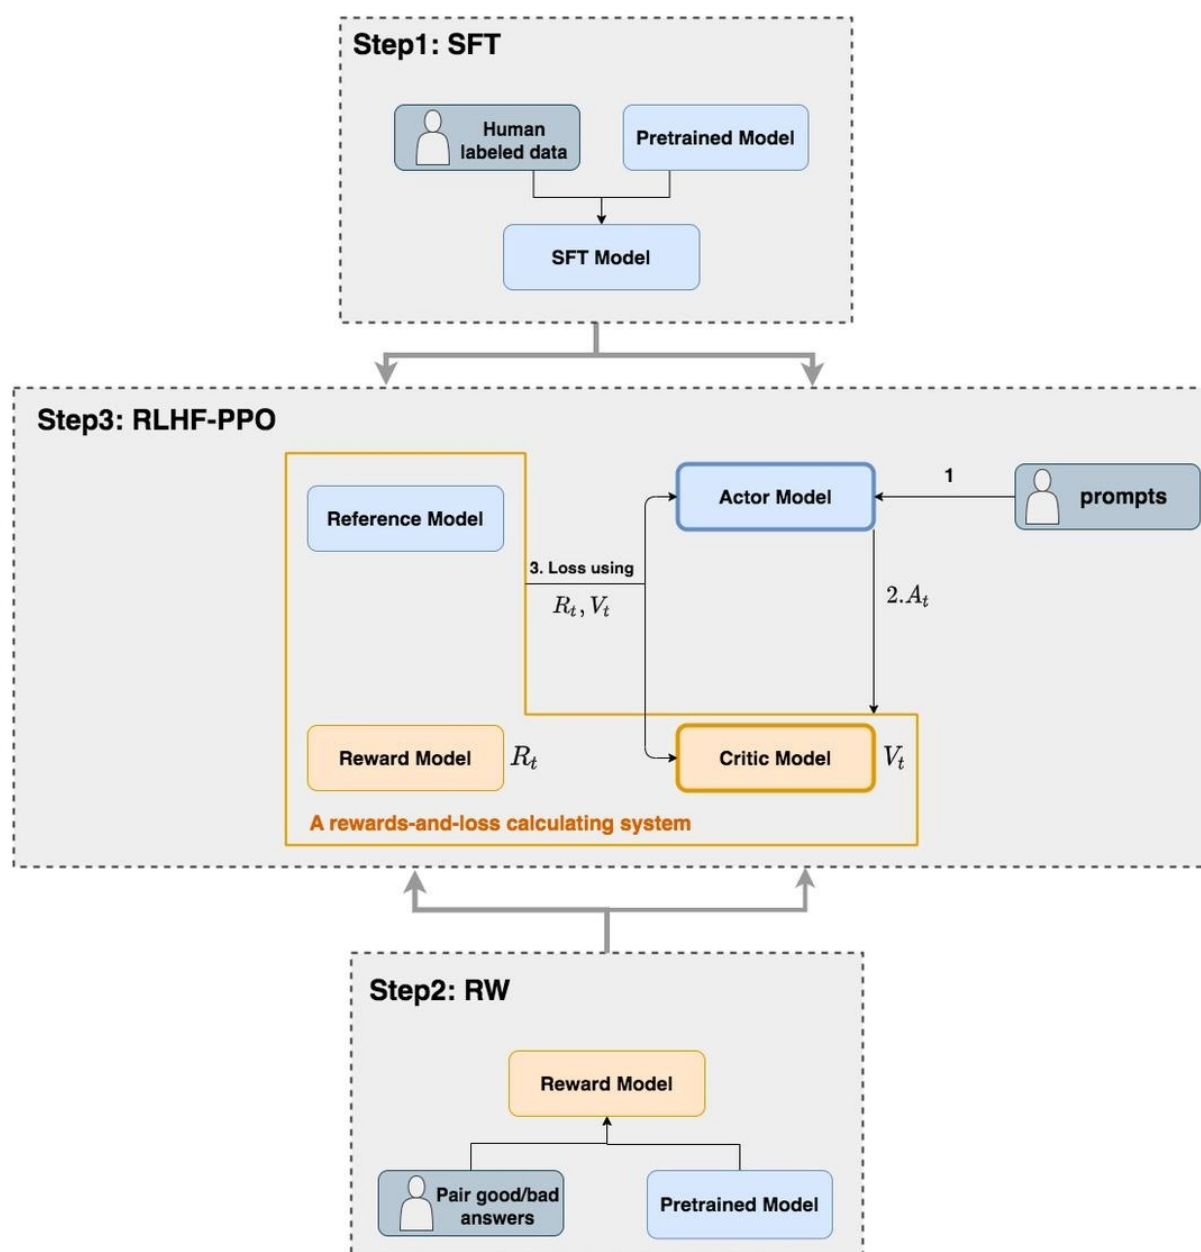 Step1: SFT
Human
labeled data
Pretrained Model
SFT Model
Step3: RLHF-PPO
Reference Model
Actor Model
1
prompts
3. Loss using
R_t, V_t
2.A_t
Reward Model
R_t
Critic Model
V_t
A rewards-and-loss calculating system
Step2: RW
Reward Model
Pair good/bad
answers
Pretrained Model